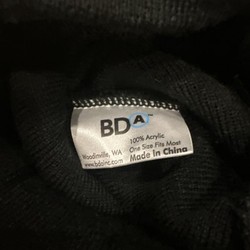 BDA
100% Acrylic
One Size Fits Most
Made In China
Woodinville, WA
www.bdainc.com